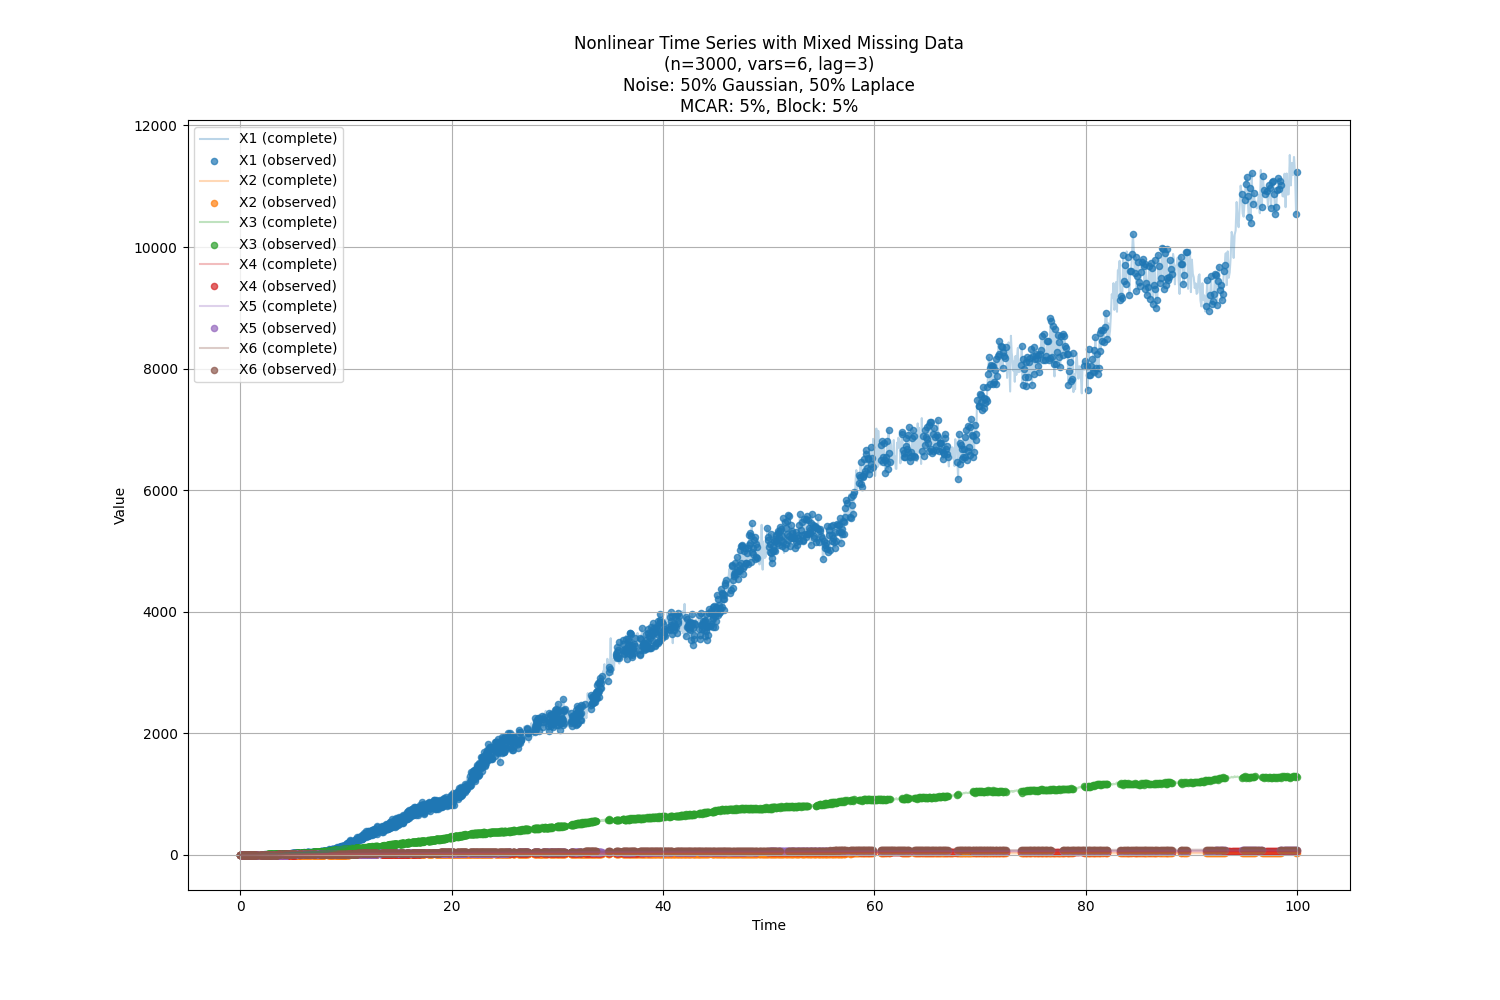 Nonlinear Time Series with Mixed Missing Data
(n=3000, vars=6, lag=3)
Noise: 50% Gaussian, 50% Laplace
MCAR: 5%, Block: 5%
12000
10000
8000
6000
4000
2000
0
Value
X1 (complete)
X1 (observed)
X2 (complete)
X2 (observed)
X3 (complete)
X3 (observed)
X4 (complete)
X4 (observed)
X5 (complete)
X5 (observed)
X6 (complete)
X6 (observed)
0 20 40 60 80 100
Time